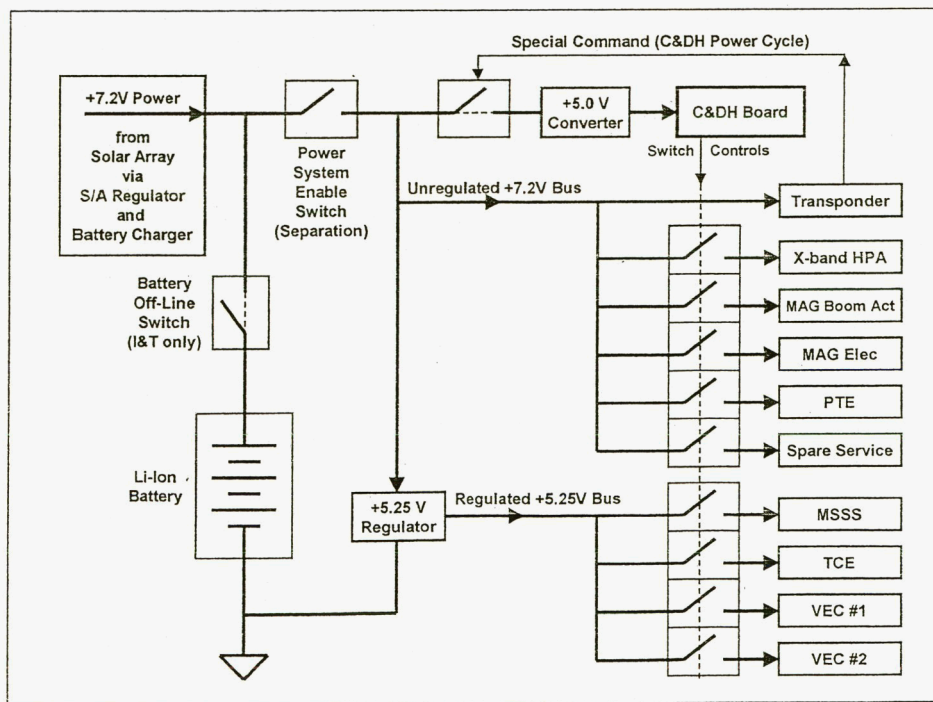 Special Command (C&DH Power Cycle)
+7.2V Power
from
Solar Array
via
S/A Regulator
and
Battery Charger
Power
System
Enable
Switch
(Separation)
+5.0 V
Converter
C&DH Board
Switch Controls
Unregulated +7.2V Bus
Transponder
X-band HPA
MAG Boom Act
MAG Elec
PTE
Spare Service
Battery
Off-Line
Switch
(I&T only)
Li-Ion
Battery
+5.25 V
Regulator
Regulated +5.25V Bus
MSSS
TCE
VEC #1
VEC #2